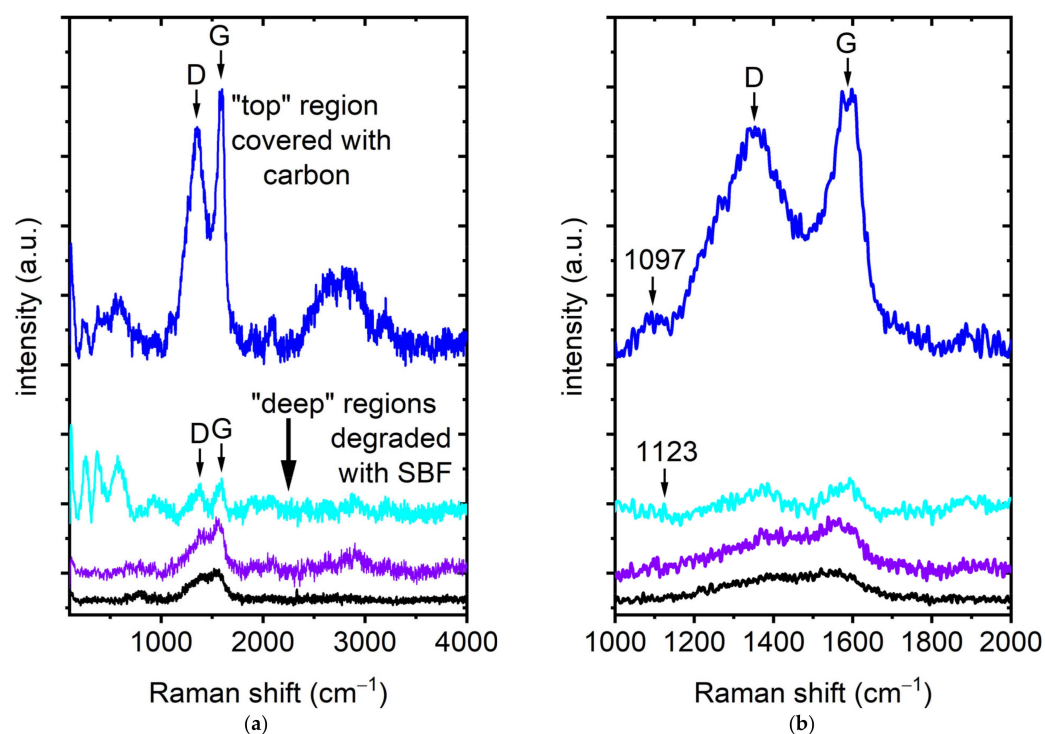 G
D
"top" region
covered with
carbon
"deep" regions
degraded
with SBF
D
G
intensity (a.u.)
1000
2000
3000
4000
Raman shift (cm⁻¹)
(a)
G
D
1097
1123
intensity (a.u.)
1000
1200
1400
1600
1800
2000
Raman shift (cm⁻¹)
(b)